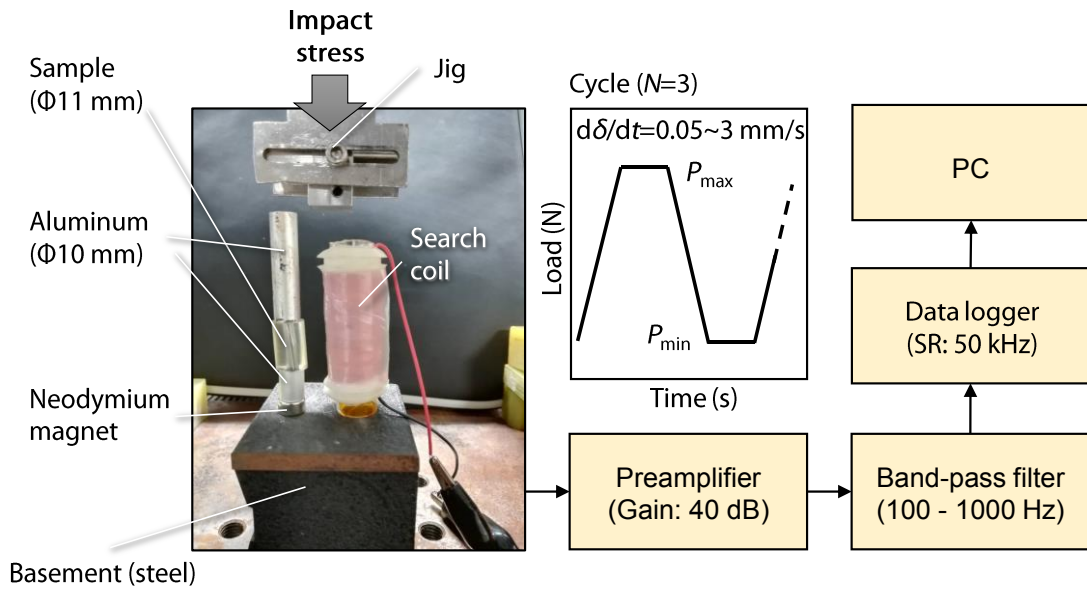 Impact
stress
Sample
(Φ11 mm)
Jig
Aluminum
(Φ10 mm)
Search
coil
Neodymium
magnet
Basement (steel)
Cycle (N=3)
dδ/dt=0.05~3 mm/s
Pmax
Load (N)
Pmin
Time (s)
PC
Data logger
(SR: 50 kHz)
Preamplifier
(Gain: 40 dB)
Band-pass filter
(100 - 1000 Hz)